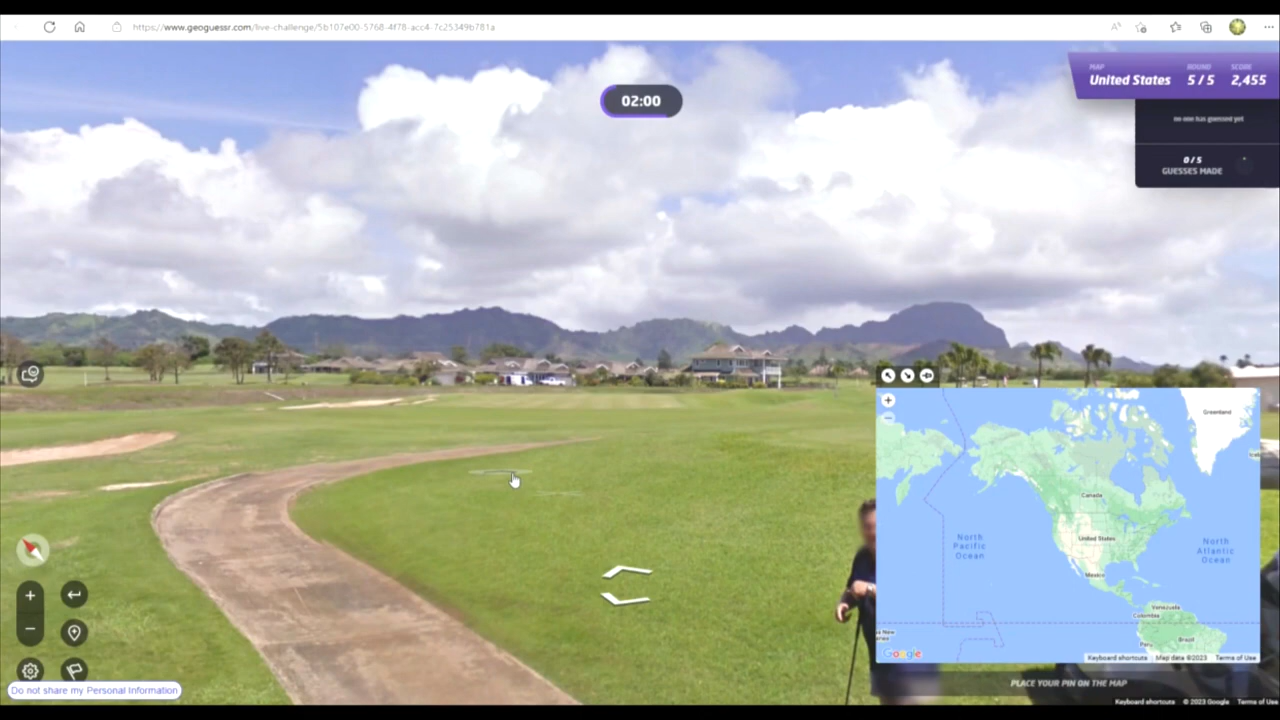 https://www.geoguessr.com/live-challenge/5b107e00-5768-4f78-acc4-7c25349b781a
MAP ROUND SCORE
United States 5 / 5 2,455
02:00
No one has guessed yet
0 / 5
GUESSES MADE
Greenland
Canada
United States
North Pacific Ocean
North Atlantic Ocean
Mexico
Venezuela
Colombia
Brazil
Google
Keyboard shortcuts Map data ©2023 Terms of Use
PLACE YOUR PIN ON THE MAP
Do not share my Personal Information
Keyboard shortcuts © 2023 Google Terms of Use